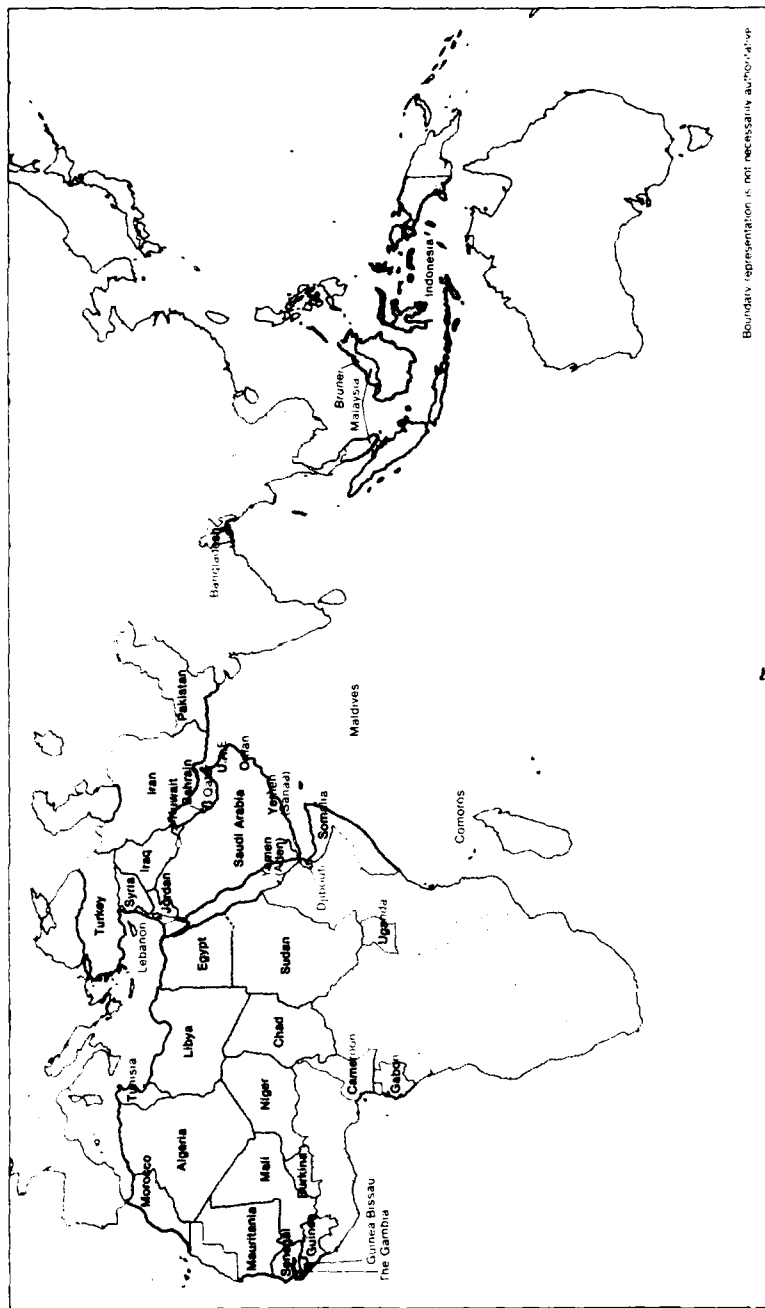 Turkey
Lebanon
Syria
Iraq
Jordan
Iran
Kuwait
Bahrain
Qatar
U.A.E.
Oman
Pakistan
Bangladesh
Saudi Arabia
Yemen
(Sanaa)
Yemen
(Aden)
Djibouti
Somalia
Maldives
Comoros
Brunei
Malaysia
Indonesia
Morocco
Algeria
Tunisia
Libya
Egypt
Mauritania
Mali
Niger
Chad
Sudan
Senegal
Guinea
Burkina
Guinea Bissau
The Gambia
Cameroon
Gabon
Uganda
Boundary representation is not necessarily authoritative